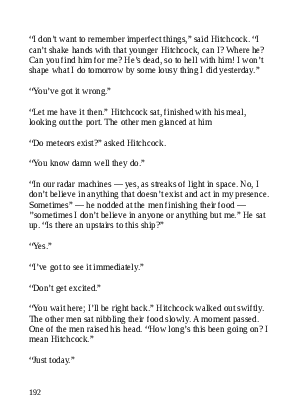 “I don’t want to remember imperfect things,” said Hitchcock. “I
can’t shake hands with that younger Hitchcock, can I? Where he?
Can you find him for me? He’s dead, so to hell with him! I won’t
shape what I do tomorrow by some lousy thing I did yesterday.”
“You’ve got it wrong.”
“Let me have it then.” Hitchcock sat, finished with his meal,
looking out the port. The other men glanced at him
“Do meteors exist?” asked Hitchcock.
“You know damn well they do.”
“In our radar machines — yes, as streaks of light in space. No, I
don’t believe in anything that doesn’t exist and act in my presence.
Sometimes” — he nodded at the men finishing their food —
“sometimes I don’t believe in anyone or anything but me.” He sat
up. “Is there an upstairs to this ship?”
“Yes.”
“I’ve got to see it immediately.”
“Don’t get excited.”
“You wait here; I’ll be right back.” Hitchcock walked out swiftly.
The other men sat nibbling their food slowly. A moment passed.
One of the men raised his head. “How long’s this been going on? I
mean Hitchcock.”
“Just today.”
192